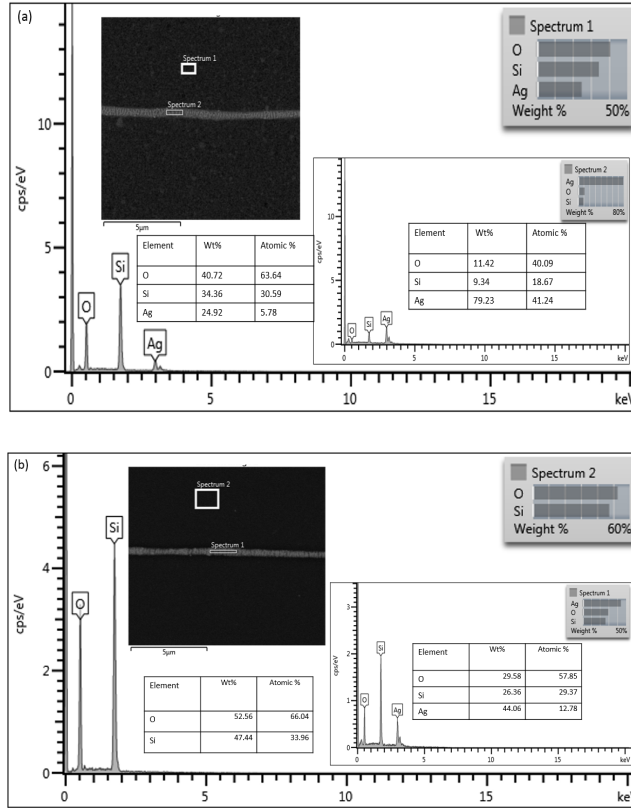 (a)
Spectrum 1
O
Si
Ag
Weight % 50%
Spectrum 1
Spectrum 2
5µm
cps/eV
10
5
0
Element Wt% Atomic %
O 40.72 63.64
Si 34.36 30.59
Ag 24.92 5.78
O
Si
Ag
0 5 10 15 keV
Spectrum 2
Ag
O
Si
Weight % 80%
cps/eV
10
5
0
Element Wt% Atomic %
O 11.42 40.09
Si 9.34 18.67
Ag 79.23 41.24
O
Si
Ag
0 5 10 15 keV
(b)
Spectrum 2
O
Si
Weight % 60%
Spectrum 2
Spectrum 1
5µm
cps/eV
6
4
2
0
Element Wt% Atomic %
O 52.56 66.04
Si 47.44 33.96
O
Si
0 5 10 15 ke
Spectrum 1
Ag
O
Si
Weight % 50%
cps/eV
3
2
1
0
Element Wt% Atomic %
O 29.58 57.85
Si 26.36 29.37
Ag 44.06 12.78
O
Si
Ag
0 5 10 15 keV